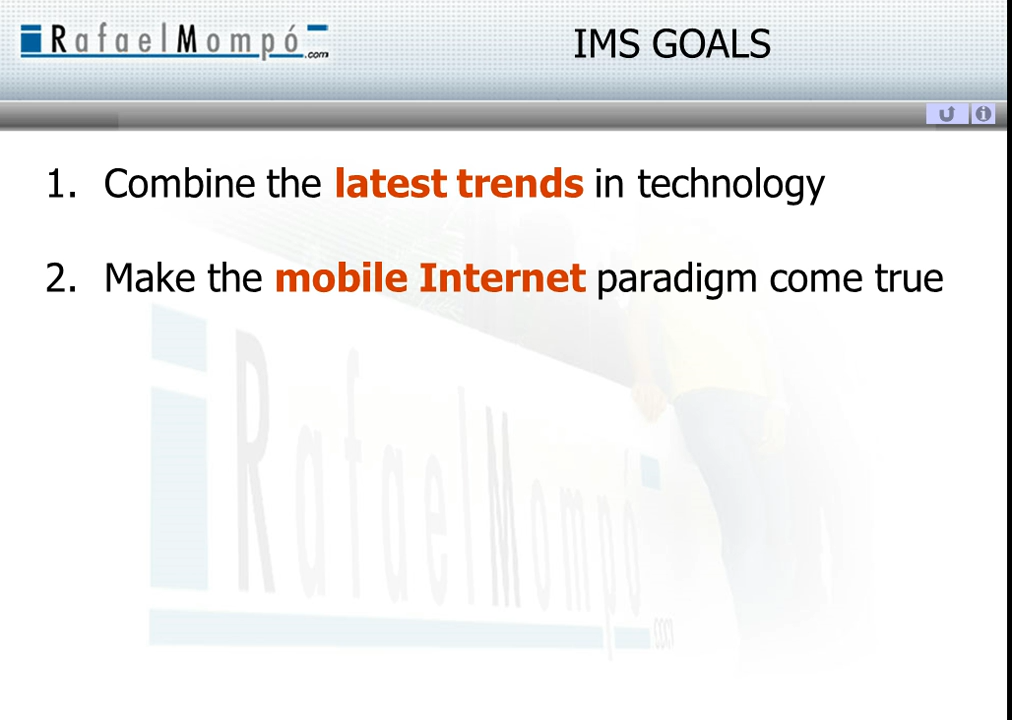 RafaelMompó.com
IMS GOALS
1. Combine the latest trends in technology
2. Make the mobile Internet paradigm come true
RafaelMompó.com